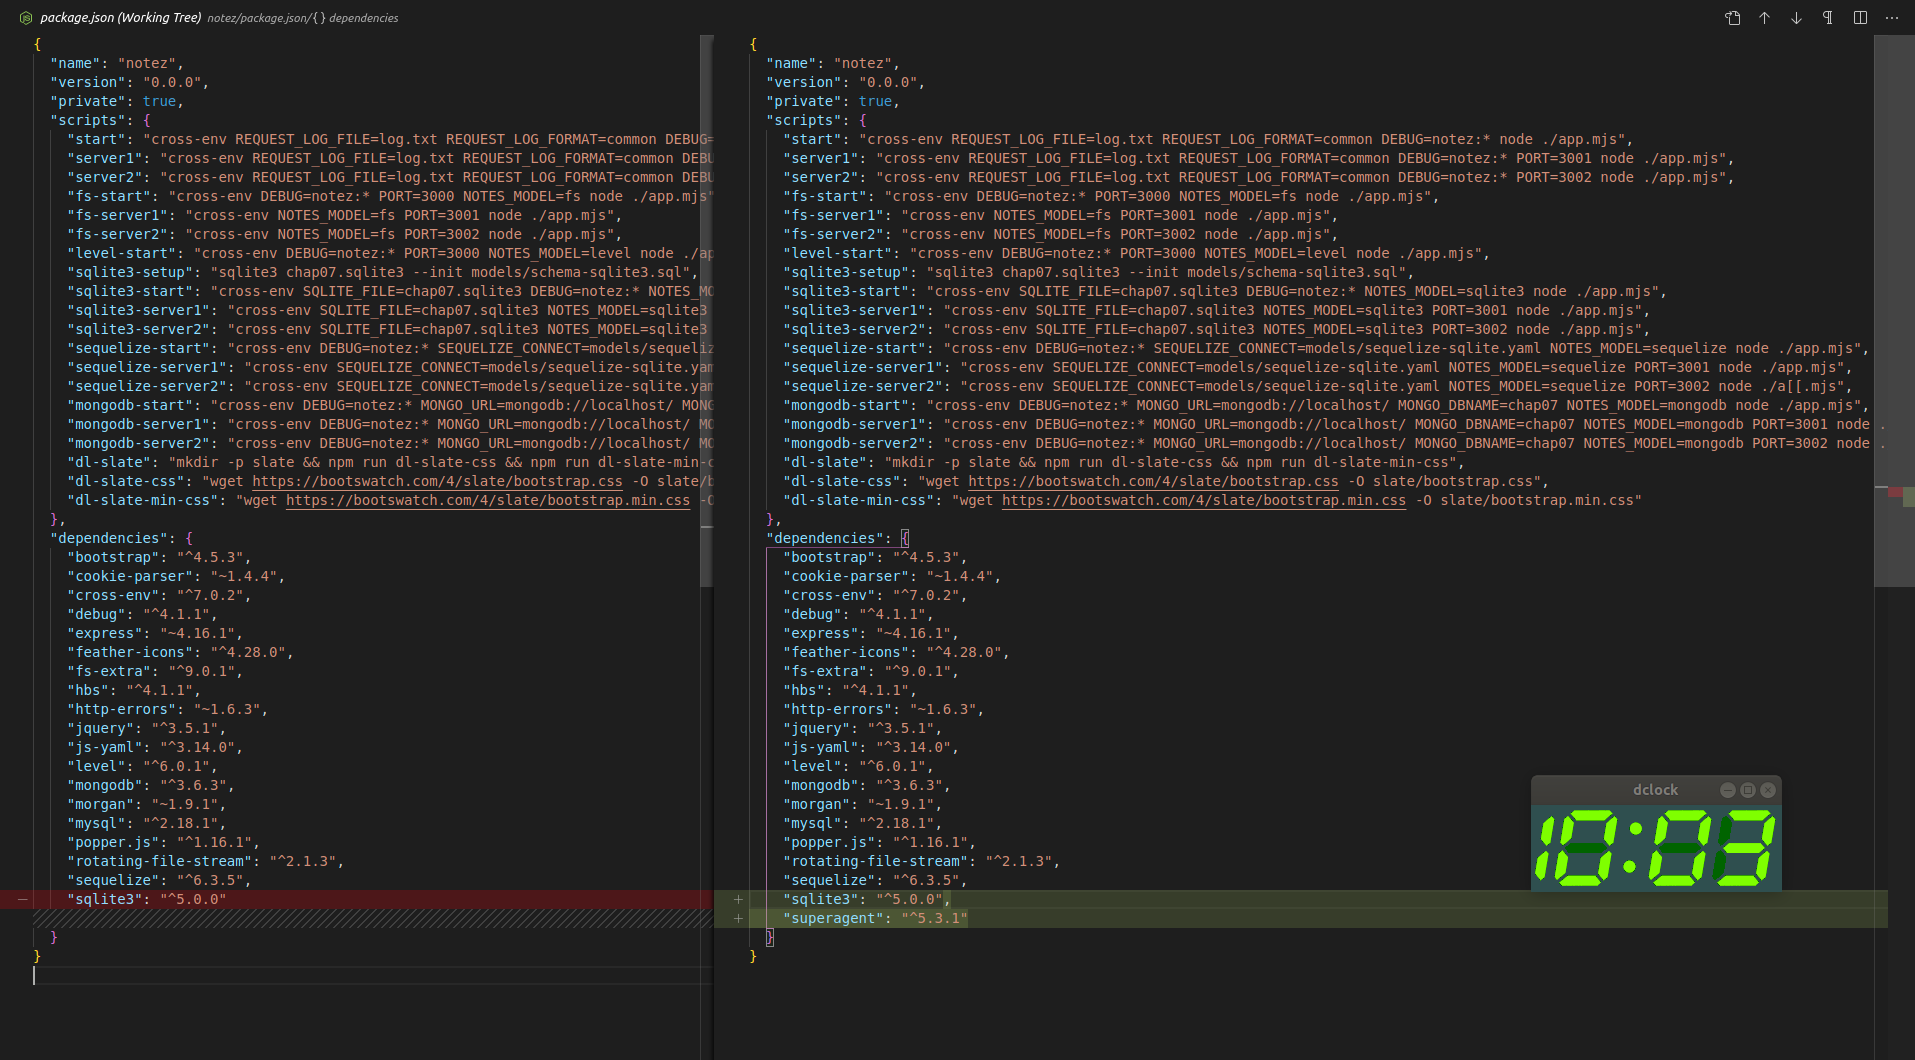 package.json (Working Tree) notez/package.json/{ } dependencies
{
"name": "notez",
"version": "0.0.0",
"private": true,
"scripts": {
"start": "cross-env REQUEST_LOG_FILE=log.txt REQUEST_LOG_FORMAT=common DEBUG=
"server1": "cross-env REQUEST_LOG_FILE=log.txt REQUEST_LOG_FORMAT=common DEBU
"server2": "cross-env REQUEST_LOG_FILE=log.txt REQUEST_LOG_FORMAT=common DEBU
"fs-start": "cross-env DEBUG=notez:* PORT=3000 NOTES_MODEL=fs node ./app.mjs"
"fs-server1": "cross-env NOTES_MODEL=fs PORT=3001 node ./app.mjs",
"fs-server2": "cross-env NOTES_MODEL=fs PORT=3002 node ./app.mjs",
"level-start": "cross-env DEBUG=notez:* PORT=3000 NOTES_MODEL=level node ./ap
"sqlite3-setup": "sqlite3 chap07.sqlite3 --init models/schema-sqlite3.sql",
"sqlite3-start": "cross-env SQLITE_FILE=chap07.sqlite3 DEBUG=notez:* NOTES_MO
"sqlite3-server1": "cross-env SQLITE_FILE=chap07.sqlite3 NOTES_MODEL=sqlite3
"sqlite3-server2": "cross-env SQLITE_FILE=chap07.sqlite3 NOTES_MODEL=sqlite3
"sequelize-start": "cross-env DEBUG=notez:* SEQUELIZE_CONNECT=models/sequeliz
"sequelize-server1": "cross-env SEQUELIZE_CONNECT=models/sequelize-sqlite.yam
"sequelize-server2": "cross-env SEQUELIZE_CONNECT=models/sequelize-sqlite.yam
"mongodb-start": "cross-env DEBUG=notez:* MONGO_URL=mongodb://localhost/ MONG
"mongodb-server1": "cross-env DEBUG=notez:* MONGO_URL=mongodb://localhost/ MO
"mongodb-server2": "cross-env DEBUG=notez:* MONGO_URL=mongodb://localhost/ MO
"dl-slate": "mkdir -p slate && npm run dl-slate-css && npm run dl-slate-min-c
"dl-slate-css": "wget https://bootswatch.com/4/slate/bootstrap.css -O slate/b
"dl-slate-min-css": "wget https://bootswatch.com/4/slate/bootstrap.min.css -O
},
"dependencies": {
"bootstrap": "^4.5.3",
"cookie-parser": "~1.4.4",
"cross-env": "^7.0.2",
"debug": "^4.1.1",
"express": "~4.16.1",
"feather-icons": "^4.28.0",
"fs-extra": "^9.0.1",
"hbs": "^4.1.1",
"http-errors": "~1.6.3",
"jquery": "^3.5.1",
"js-yaml": "^3.14.0",
"level": "^6.0.1",
"mongodb": "^3.6.3",
"morgan": "~1.9.1",
"mysql": "^2.18.1",
"popper.js": "^1.16.1",
"rotating-file-stream": "^2.1.3",
"sequelize": "^6.3.5",
"sqlite3": "^5.0.0"
}
}
{
"name": "notez",
"version": "0.0.0",
"private": true,
"scripts": {
"start": "cross-env REQUEST_LOG_FILE=log.txt REQUEST_LOG_FORMAT=common DEBUG=notez:* node ./app.mjs",
"server1": "cross-env REQUEST_LOG_FILE=log.txt REQUEST_LOG_FORMAT=common DEBUG=notez:* PORT=3001 node ./app.mjs",
"server2": "cross-env REQUEST_LOG_FILE=log.txt REQUEST_LOG_FORMAT=common DEBUG=notez:* PORT=3002 node ./app.mjs",
"fs-start": "cross-env DEBUG=notez:* PORT=3000 NOTES_MODEL=fs node ./app.mjs",
"fs-server1": "cross-env NOTES_MODEL=fs PORT=3001 node ./app.mjs",
"fs-server2": "cross-env NOTES_MODEL=fs PORT=3002 node ./app.mjs",
"level-start": "cross-env DEBUG=notez:* PORT=3000 NOTES_MODEL=level node ./app.mjs",
"sqlite3-setup": "sqlite3 chap07.sqlite3 --init models/schema-sqlite3.sql",
"sqlite3-start": "cross-env SQLITE_FILE=chap07.sqlite3 DEBUG=notez:* NOTES_MODEL=sqlite3 node ./app.mjs",
"sqlite3-server1": "cross-env SQLITE_FILE=chap07.sqlite3 NOTES_MODEL=sqlite3 PORT=3001 node ./app.mjs",
"sqlite3-server2": "cross-env SQLITE_FILE=chap07.sqlite3 NOTES_MODEL=sqlite3 PORT=3002 node ./app.mjs",
"sequelize-start": "cross-env DEBUG=notez:* SEQUELIZE_CONNECT=models/sequelize-sqlite.yaml NOTES_MODEL=sequelize node ./app.mjs",
"sequelize-server1": "cross-env SEQUELIZE_CONNECT=models/sequelize-sqlite.yaml NOTES_MODEL=sequelize PORT=3001 node ./app.mjs",
"sequelize-server2": "cross-env SEQUELIZE_CONNECT=models/sequelize-sqlite.yaml NOTES_MODEL=sequelize PORT=3002 node ./a[[.mjs",
"mongodb-start": "cross-env DEBUG=notez:* MONGO_URL=mongodb://localhost/ MONGO_DBNAME=chap07 NOTES_MODEL=mongodb node ./app.mjs",
"mongodb-server1": "cross-env DEBUG=notez:* MONGO_URL=mongodb://localhost/ MONGO_DBNAME=chap07 NOTES_MODEL=mongodb PORT=3001 node .
"mongodb-server2": "cross-env DEBUG=notez:* MONGO_URL=mongodb://localhost/ MONGO_DBNAME=chap07 NOTES_MODEL=mongodb PORT=3002 node .
"dl-slate": "mkdir -p slate && npm run dl-slate-css && npm run dl-slate-min-css",
"dl-slate-css": "wget https://bootswatch.com/4/slate/bootstrap.css -O slate/bootstrap.css",
"dl-slate-min-css": "wget https://bootswatch.com/4/slate/bootstrap.min.css -O slate/bootstrap.min.css"
},
"dependencies": {
"bootstrap": "^4.5.3",
"cookie-parser": "~1.4.4",
"cross-env": "^7.0.2",
"debug": "^4.1.1",
"express": "~4.16.1",
"feather-icons": "^4.28.0",
"fs-extra": "^9.0.1",
"hbs": "^4.1.1",
"http-errors": "~1.6.3",
"jquery": "^3.5.1",
"js-yaml": "^3.14.0",
"level": "^6.0.1",
"mongodb": "^3.6.3",
"morgan": "~1.9.1",
"mysql": "^2.18.1",
"popper.js": "^1.16.1",
"rotating-file-stream": "^2.1.3",
"sequelize": "^6.3.5",
"sqlite3": "^5.0.0",
"superagent": "^5.3.1"
}
}
dclock
10:03